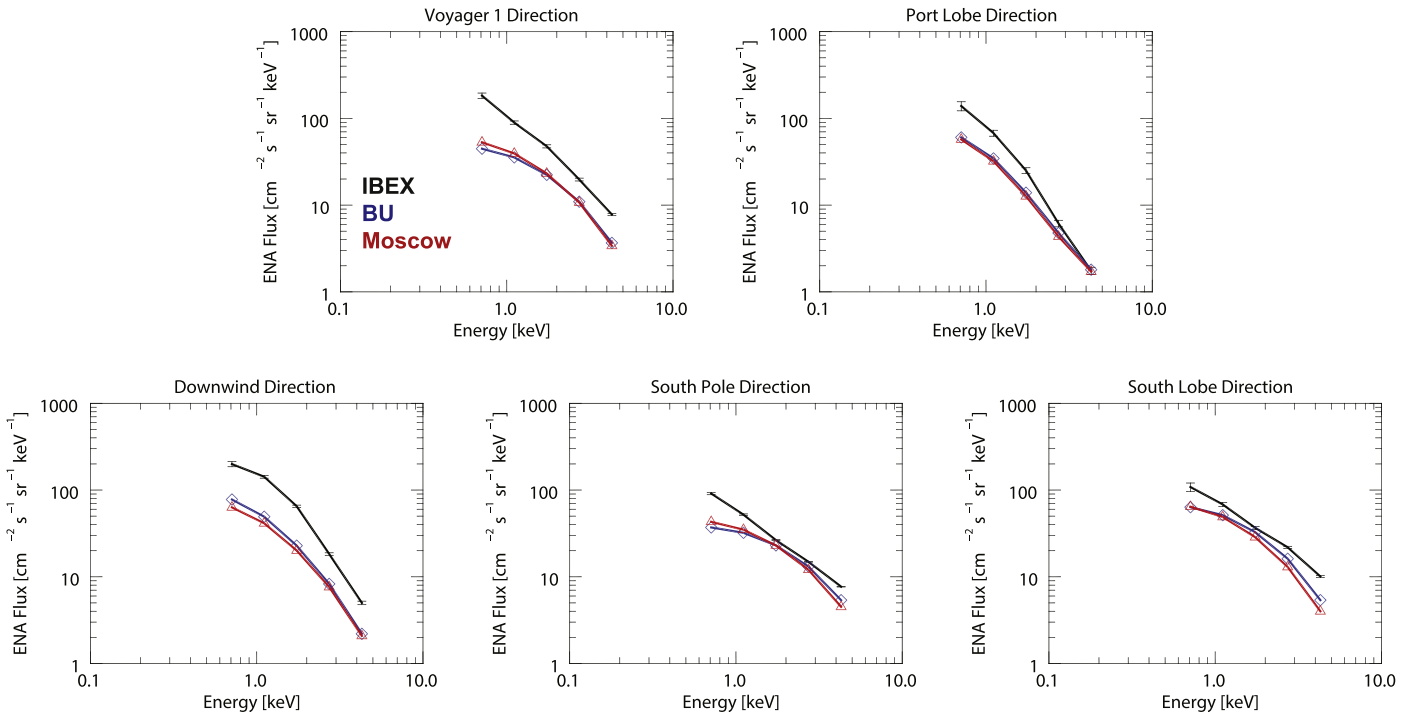 Voyager 1 Direction
1000
100
10
1
ENA Flux [cm −2 s −1 sr −1 keV −1]
IBEX
BU
Moscow
0.1 1.0 10.0
Energy [keV]
Port Lobe Direction
1000
100
10
1
ENA Flux [cm −2 s −1 sr −1 keV −1]
0.1 1.0 10.0
Energy [keV]
Downwind Direction
1000
100
10
1
ENA Flux [cm −2 s −1 sr −1 keV −1]
0.1 1.0 10.0
Energy [keV]
South Pole Direction
1000
100
10
1
ENA Flux [cm −2 s −1 sr −1 keV −1]
0.1 1.0 10.0
Energy [keV]
South Lobe Direction
1000
100
10
1
ENA Flux [cm −2 s −1 sr −1 keV −1]
0.1 1.0 10.0
Energy [keV]